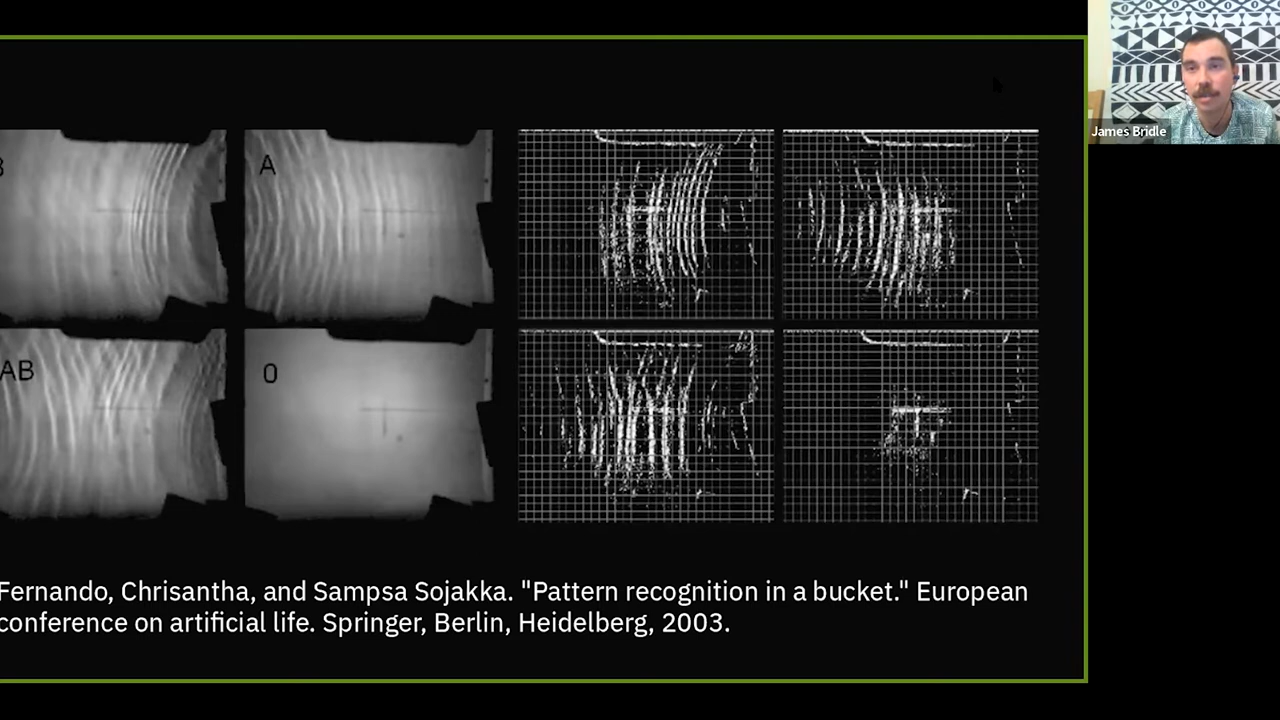 A
James Bridle
AB
0
Fernando, Chrisantha, and Sampsa Sojakka. "Pattern recognition in a bucket." European
conference on artificial life. Springer, Berlin, Heidelberg, 2003.